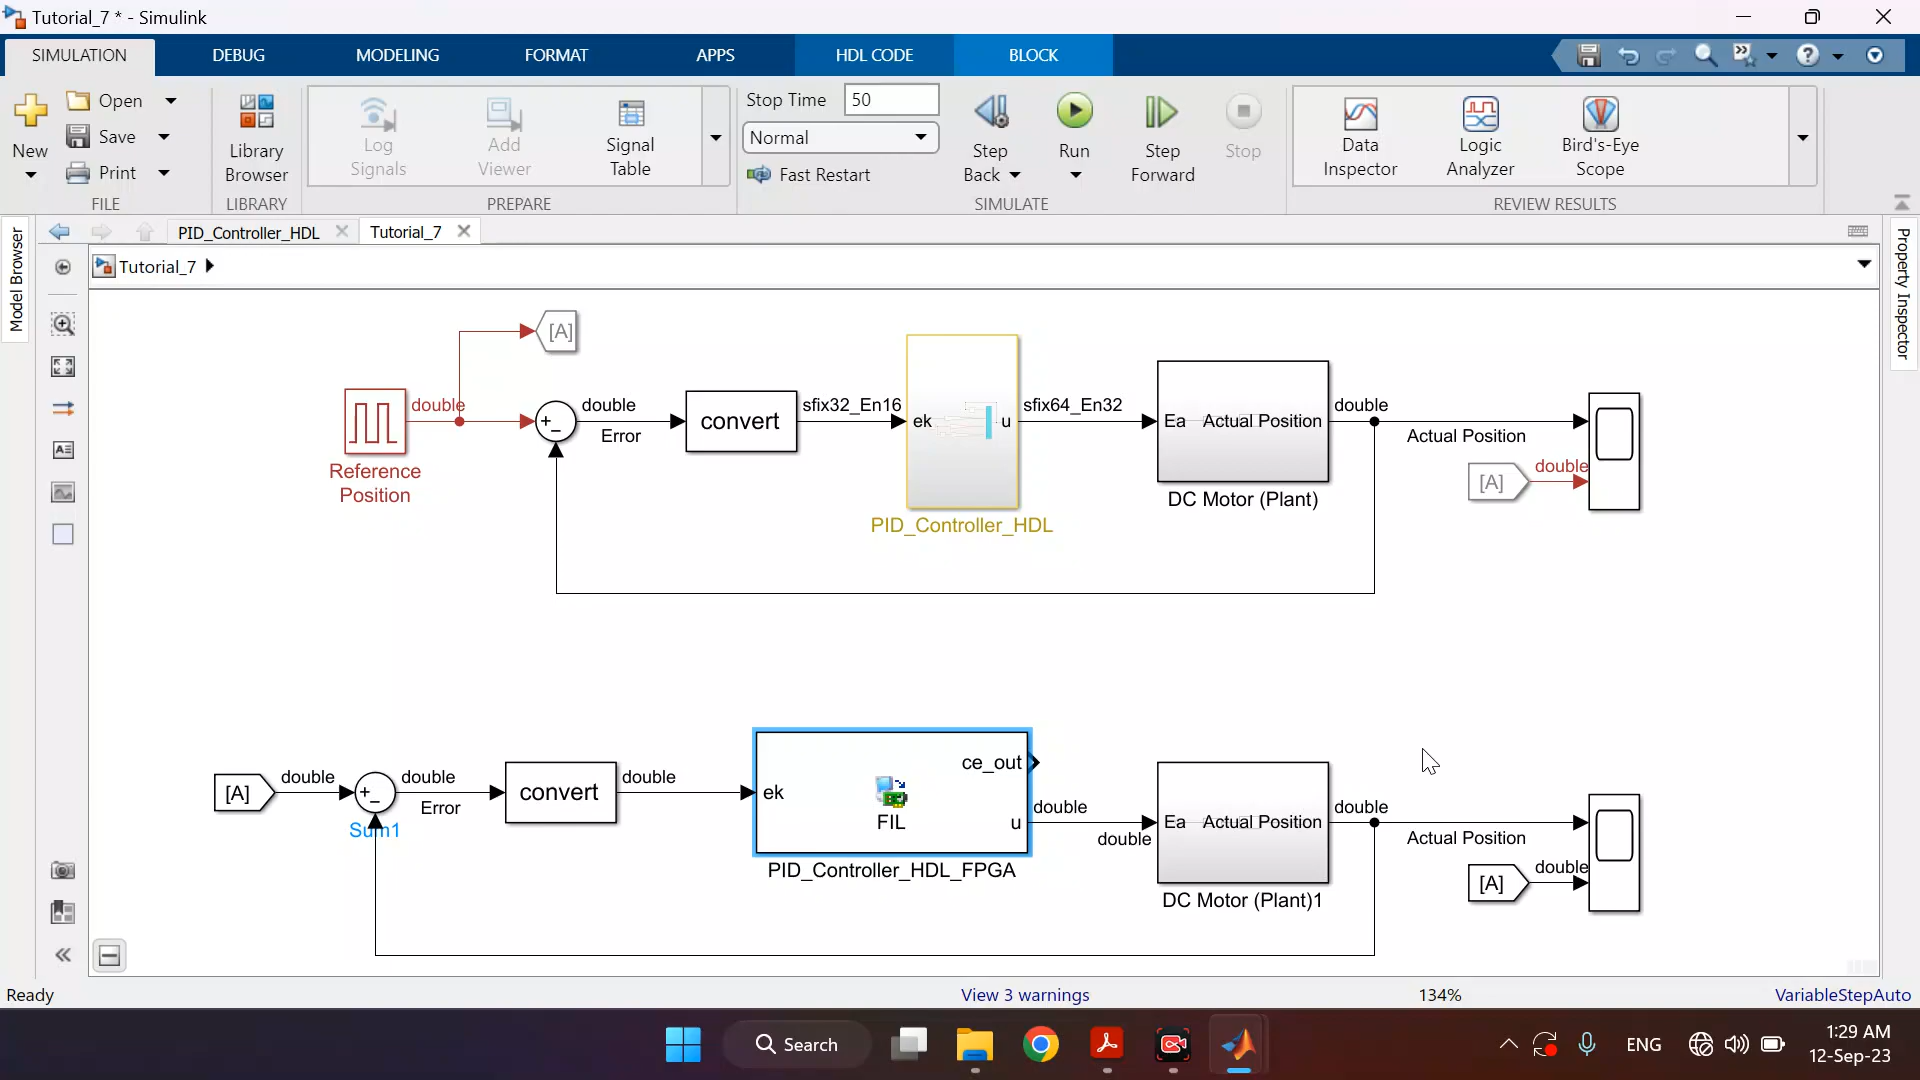 Tutorial_7 * - Simulink
SIMULATION DEBUG MODELING FORMAT APPS HDL CODE BLOCK
New
Open
Save
Print
FILE
Library
Browser
LIBRARY
Log
Signals
Add
Viewer
Signal
Table
PREPARE
Stop Time 50
Normal
Fast Restart
Step
Back
Run
Step
Forward
Stop
SIMULATE
Data
Inspector
Logic
Analyzer
Bird's-Eye
Scope
REVIEW RESULTS
Model Browser
PID_Controller_HDL
Tutorial_7
Property Inspector
Tutorial_7
[A]
double
Reference
Position
+
-
double
Error
convert
sfix32_En16
ek
u
PID_Controller_HDL
sfix64_En32
Ea Actual Position
DC Motor (Plant)
double
Actual Position
[A]
double
[A]
double
+
-
Sum1
double
Error
convert
double
ek
ce_out
FIL
u
PID_Controller_HDL_FPGA
double
double
Ea Actual Position
DC Motor (Plant)1
double
Actual Position
[A]
double
Ready
View 3 warnings
134%
VariableStepAuto
Search
ENG
1:29 AM
12-Sep-23